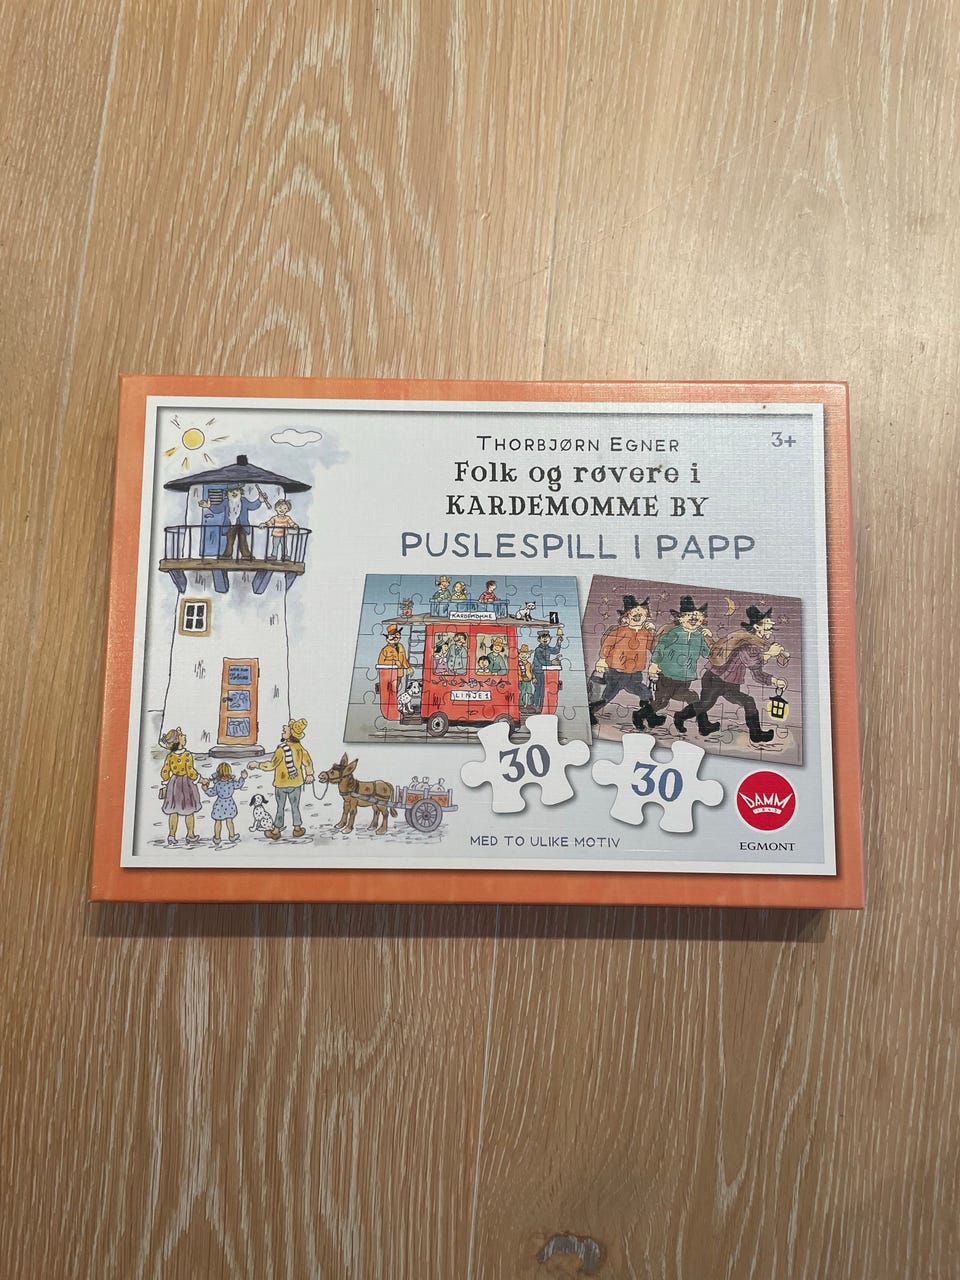 THORBJØRN EGNER
3+
Folk og røvere i
KARDEMOMME BY
PUSLESPILL I PAPP
KARDEMOMME
1
LINJE 1
30
30
DAMM
EGMONT
MED TO ULIKE MOTIV